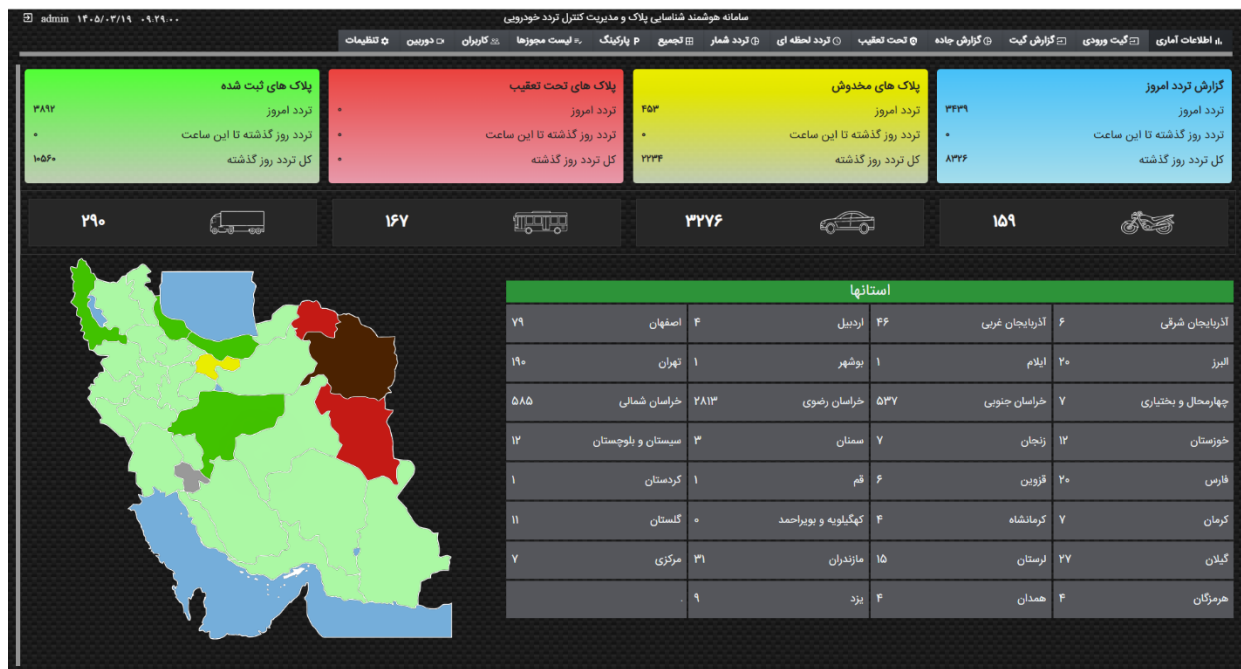 سامانه هوشمند شناسایی پلاک و مدیریت کنترل تردد خودرویی
admin ۱۴۰۵/۰۳/۱۹ ۰۹:۲۹:۰۰
اطلاعات آماری گیت ورودی گزارش گیت گزارش جاده تحت تعقیب تردد لحظه ای تردد شمار تجمیع P پارکینگ لیست مجوزها کاربران دوربین تنظیمات
گزارش تردد امروز
تردد امروز ۳۴۳۹
تردد روز گذشته تا این ساعت ۰
کل تردد روز گذشته ۸۳۲۶
پلاک های مخدوش
تردد امروز ۴۵۳
تردد روز گذشته تا این ساعت ۰
کل تردد روز گذشته ۲۲۳۴
پلاک های تحت تعقیب
تردد امروز ۰
تردد روز گذشته تا این ساعت ۰
کل تردد روز گذشته ۰
پلاک های ثبت شده
تردد امروز ۳۸۹۲
تردد روز گذشته تا این ساعت ۰
کل تردد روز گذشته ۱۰۵۶۰
۱۵۹ ۳۲۷۶ ۱۶۷ ۲۹۰
استانها
آذربایجان شرقی ۶ آذربایجان غربی ۴۶ اردبیل ۴ اصفهان ۷۹
البرز ۲۰ ایلام ۱ بوشهر ۱ تهران ۱۹۰
چهارمحال و بختیاری ۷ خراسان جنوبی ۵۳۷ خراسان رضوی ۲۸۱۳ خراسان شمالی ۵۸۵
خوزستان ۱۲ زنجان ۷ سمنان ۳ سیستان و بلوچستان ۱۲
فارس ۲۰ قزوین ۶ قم ۱ کردستان ۱
کرمان ۷ کرمانشاه ۴ کهگیلویه و بویراحمد ۰ گلستان ۱۱
گیلان ۲۷ لرستان ۱۵ مازندران ۳۱ مرکزی ۷
هرمزگان ۴ همدان ۴ یزد ۹ .